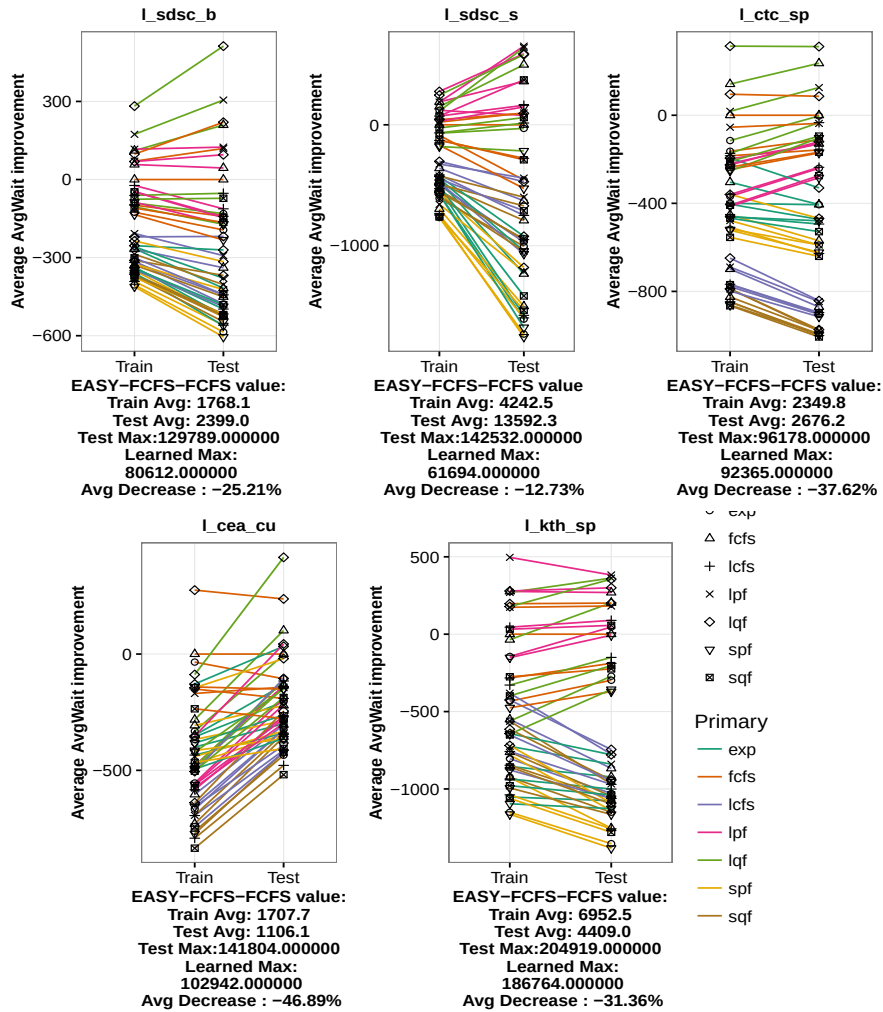 l_sdsc_b
l_sdsc_s
l_ctc_sp
Average AvgWait improvement
300
0
−300
−600
Train
Test
EASY−FCFS−FCFS value:
Train Avg: 1768.1
Test Avg: 2399.0
Test Max:129789.000000
Learned Max:
80612.000000
Avg Decrease : −25.21%
Average AvgWait improvement
0
−1000
Train
Test
EASY−FCFS−FCFS value
Train Avg: 4242.5
Test Avg: 13592.3
Test Max:142532.000000
Learned Max:
61694.000000
Avg Decrease : −12.73%
Average AvgWait improvement
0
−400
−800
Train
Test
EASY−FCFS−FCFS value:
Train Avg: 2349.8
Test Avg: 2676.2
Test Max:96178.000000
Learned Max:
92365.000000
Avg Decrease : −37.62%
l_cea_cu
Average AvgWait improvement
0
−500
Train
Test
EASY−FCFS−FCFS value:
Train Avg: 1707.7
Test Avg: 1106.1
Test Max:141804.000000
Learned Max:
102942.000000
Avg Decrease : −46.89%
l_kth_sp
Average AvgWait improvement
500
0
−500
−1000
Train
Test
EASY−FCFS−FCFS value:
Train Avg: 6952.5
Test Avg: 4409.0
Test Max:204919.000000
Learned Max:
186764.000000
Avg Decrease : −31.36%
exp
fcfs
lcfs
lpf
lqf
spf
sqf
Primary
exp
fcfs
lcfs
lpf
lqf
spf
sqf